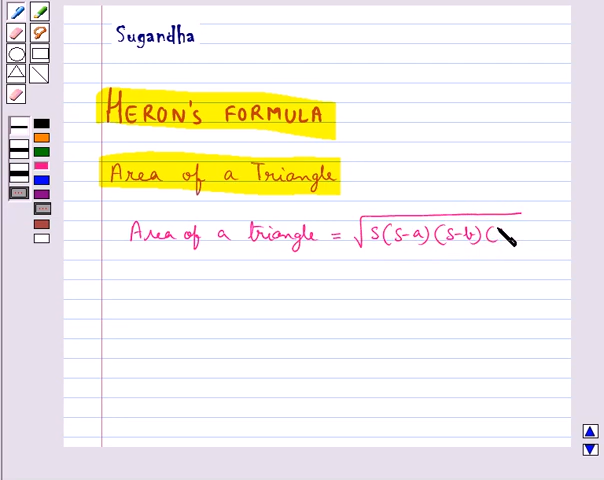 Sugandha
HERON'S FORMULA
Area of a Triangle
Area of a triangle = √s(s-a)(s-b)(